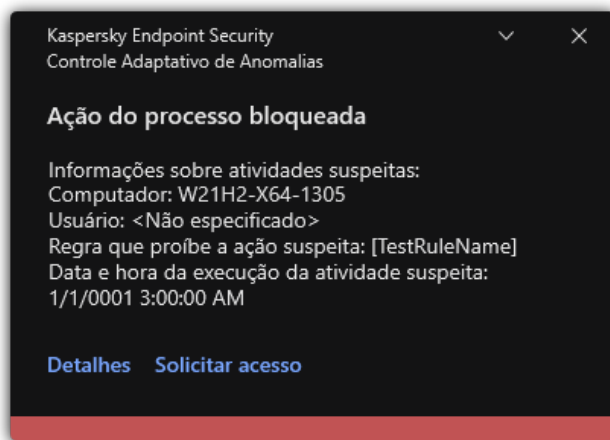 Kaspersky Endpoint Security
Controle Adaptativo de Anomalias
Ação do processo bloqueada
Informações sobre atividades suspeitas:
Computador: W21H2-X64-1305
Usuário: <Não especificado>
Regra que proíbe a ação suspeita: [TestRuleName]
Data e hora da execução da atividade suspeita:
1/1/0001 3:00:00 AM
Detalhes Solicitar acesso